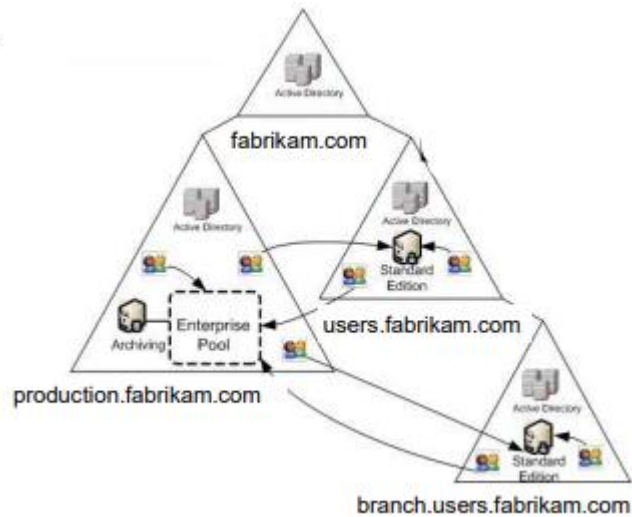 Active Directory
fabrikam.com
Active Directory
Active Directory
Standard
Edition
users.fabrikam.com
Archiving
Enterprise
Pool
production.fabrikam.com
Active Directory
Standard
Edition
branch.users.fabrikam.com